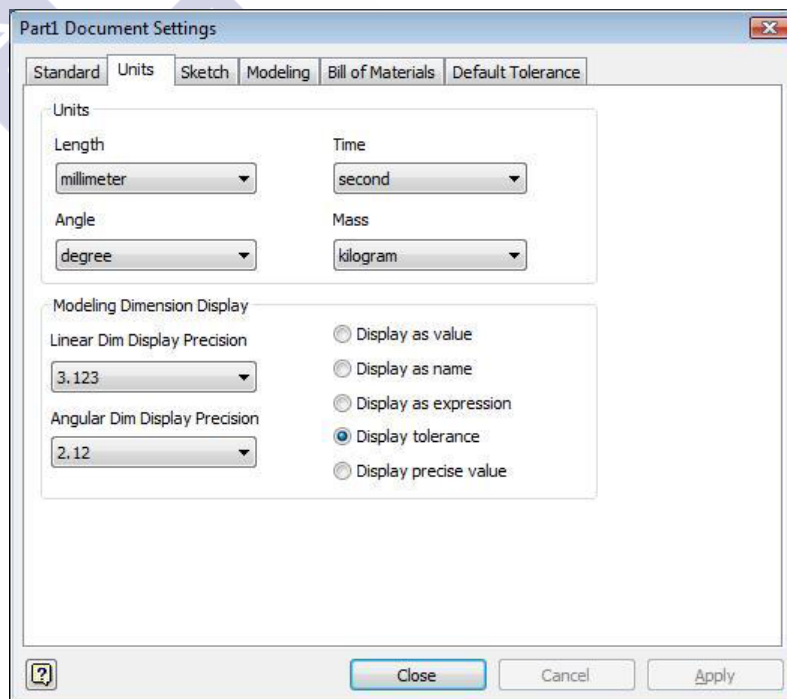 Part1 Document Settings
Standard Units Sketch Modeling Bill of Materials Default Tolerance
Units
Length Time
millimeter second
Angle Mass
degree kilogram
Modeling Dimension Display
Linear Dim Display Precision
3.123
Angular Dim Display Precision
2.12
Display as value
Display as name
Display as expression
Display tolerance
Display precise value
? Close Cancel Apply